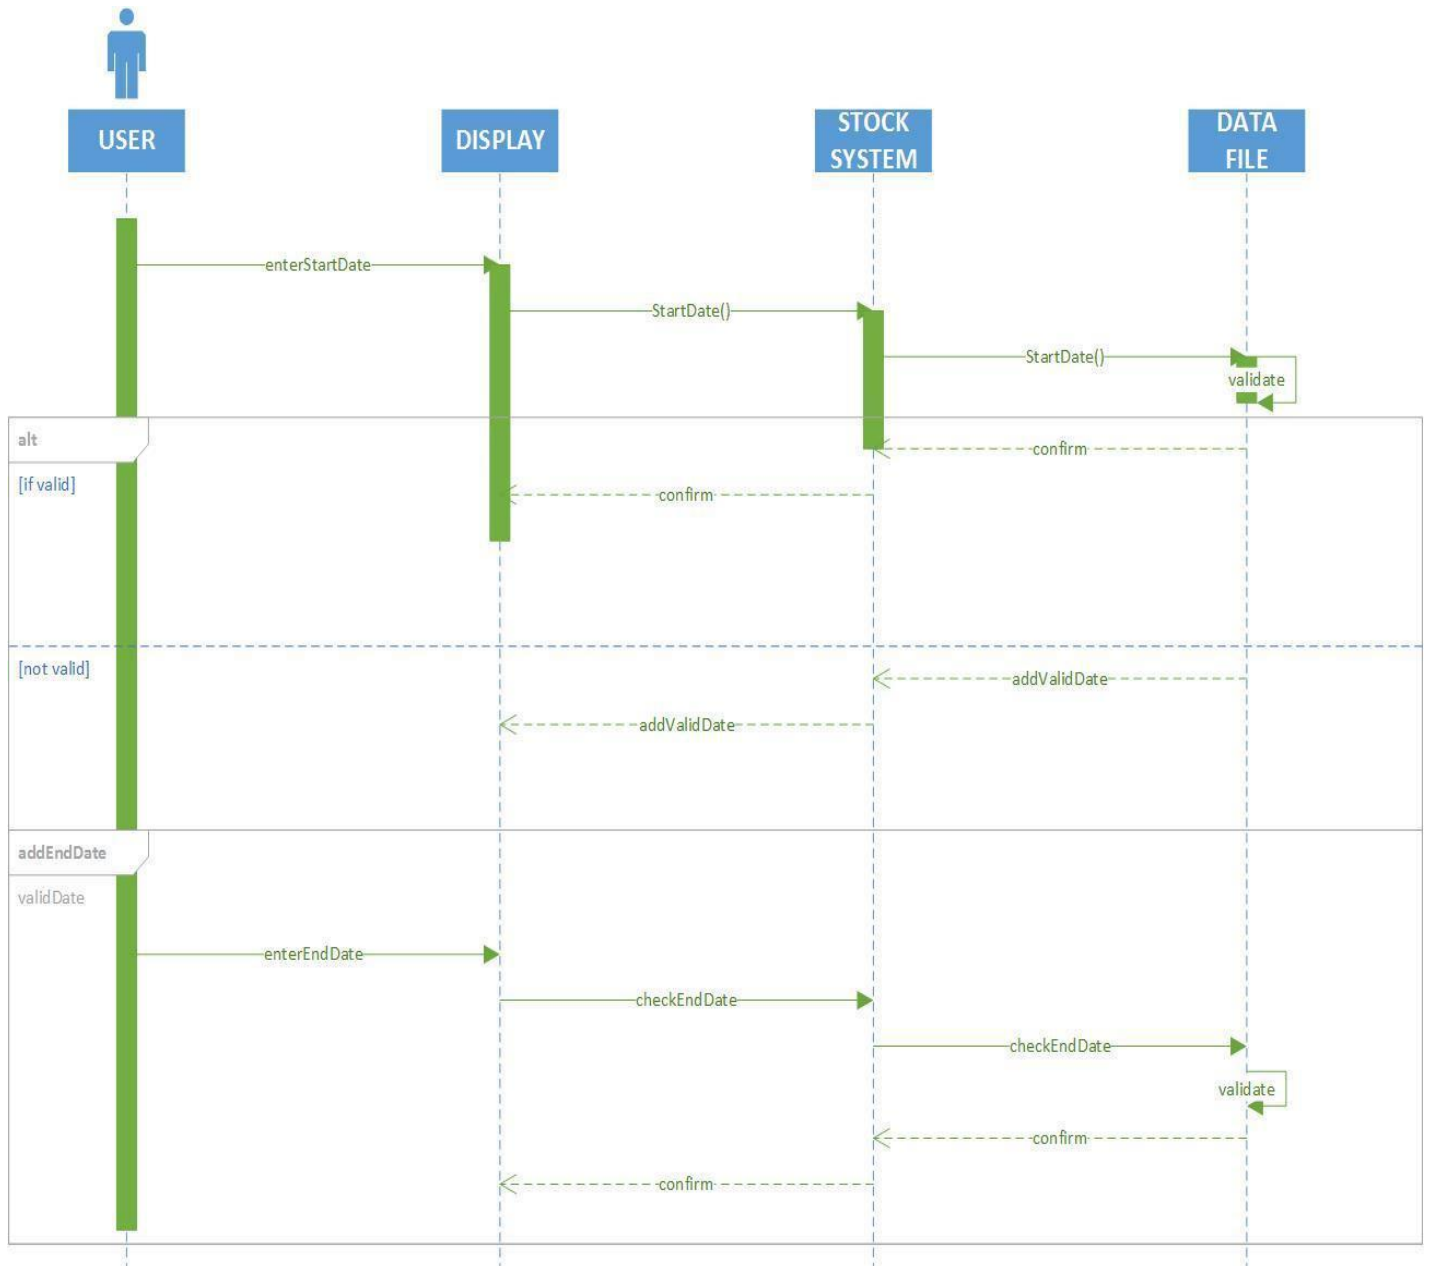 USER
DISPLAY
STOCK
SYSTEM
DATA
FILE
enterStartDate
StartDate()
StartDate()
validate
alt
confirm
[if valid]
confirm
[not valid]
addValidDate
addValidDate
addEndDate
validDate
enterEndDate
checkEndDate
checkEndDate
validate
confirm
confirm